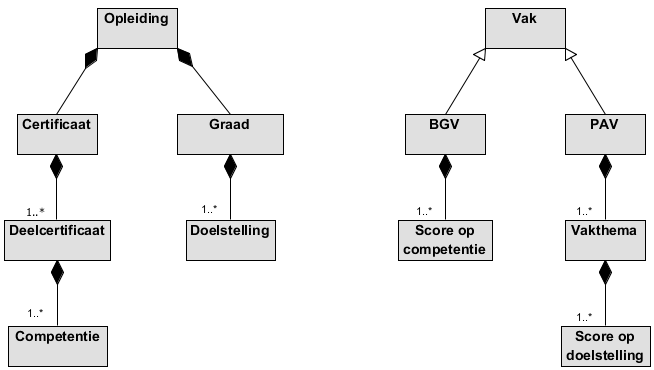 Opleiding
Vak
Certificaat
Graad
BGV
PAV
1..*
1..*
1..*
1..*
Deelcertificaat
Doelstelling
Score op
competentie
Vakthema
1..*
1..*
Competentie
Score op
doelstelling